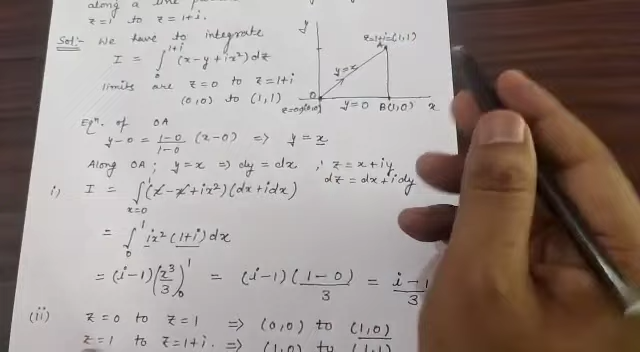 along a line p
z=1 to z=1+i.
Sol:- We have to integrate
I = ∫₀¹⁺ⁱ (x-y+ix²)dz
limits are z=0 to z=1+i
(0,0) to (1,1)
y
z=1+i=(1,1)
A
y=x
O
z=0=(0,0)
y=0
B(1,0)
x
Eqⁿ. of OA
y-0 = 1-0/1-0 (x-0) => y=x
Along OA; y=x => dy=dx ∵ z=x+iy
dz=dx+idy
i) I = ∫_{x=0}^1 (x-x+ix²)(dx+idx)
= ∫₀¹ ix²(1+i)dx
= (i-1)(x³/3)₀¹ = (i-1)(1-0)/3 = i-1/3
(ii) z=0 to z=1 => (0,0) to (1,0)
z=1 to z=1+i. => (1,0) to (1,1)